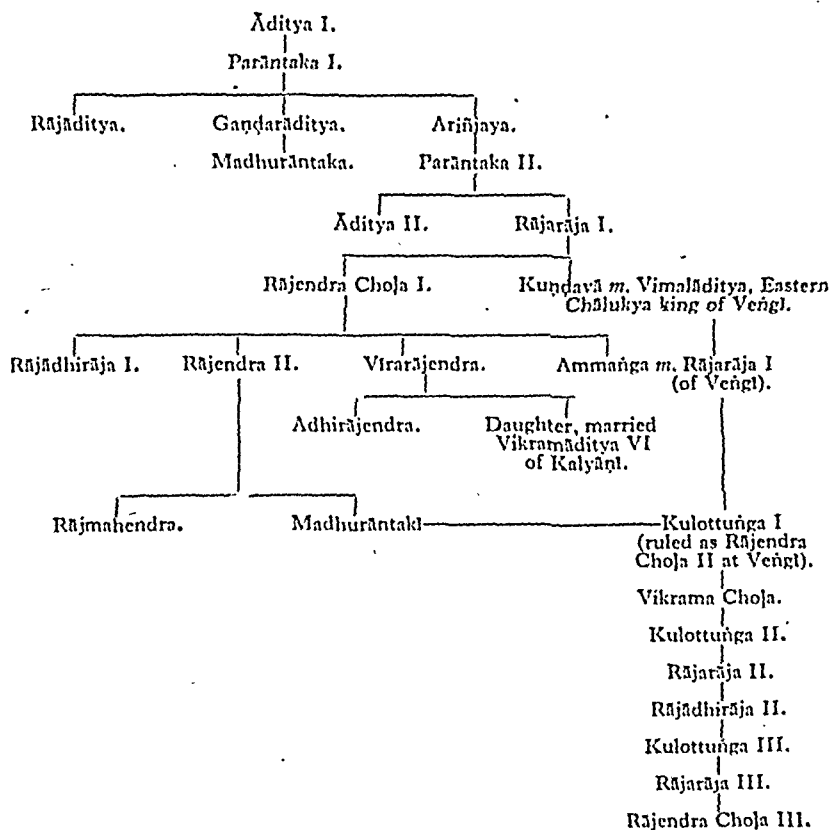 Āditya I.
Parāntaka I.
Rājāditya. Gaṇḍarāditya. Ariñjaya.
Madhurāntaka. Parāntaka II.
Āditya II. Rājarāja I.
Rājendra Choḷa I. Kuṇḍavā m. Vimalāditya, Eastern
Chālukya king of Veṅgī.
Rājādhirāja I. Rājendra II. Virarājendra. Ammaṅga m. Rājarāja I
(of Veṅgī).
Adhirājendra. Daughter, married
Vikramāditya VI
of Kalyāṇī.
Rājmahendra. Madhurāntakī Kulottuṅga I
(ruled as Rājendra
Choḷa II at Veṅgī).
Vikrama Choḷa.
Kulottuṅga II.
Rājarāja II.
Rājādhirāja II.
Kulottuṅga III.
Rājarāja III.
Rājendra Choḷa III.